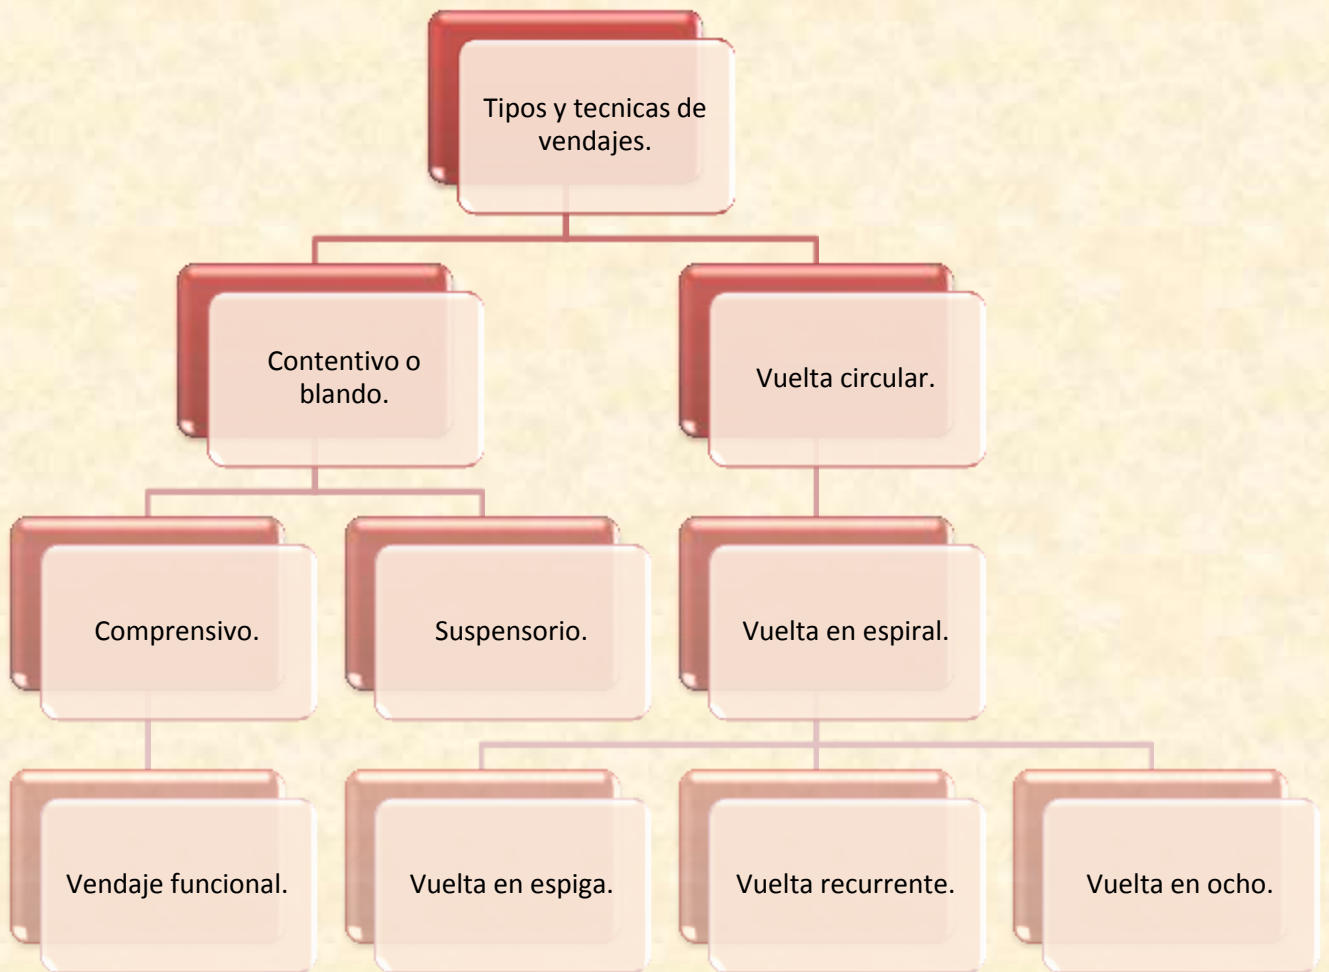 Tipos y tecnicas de
vendajes.
Contentivo o
blando.
Vuelta circular.
Comprensivo.
Suspensorio.
Vuelta en espiral.
Vendaje funcional.
Vuelta en espiga.
Vuelta recurrente.
Vuelta en ocho.